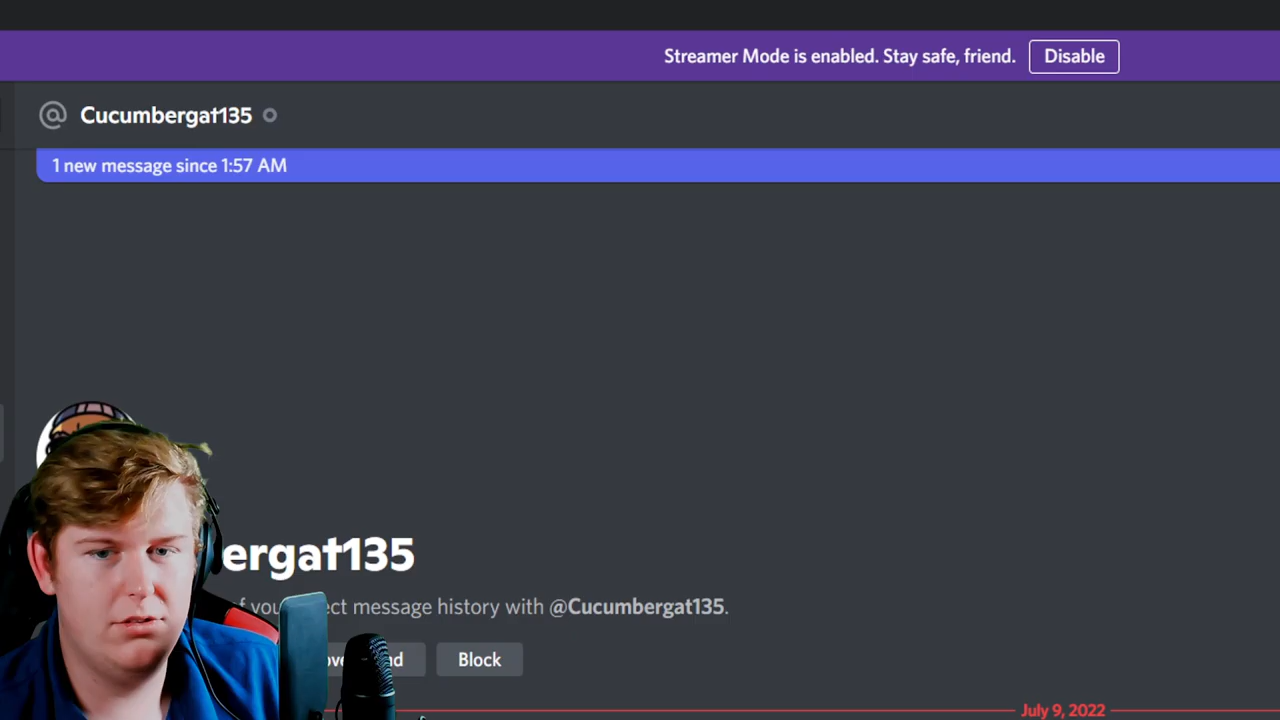 Streamer Mode is enabled. Stay safe, friend. Disable
@ Cucumbergat135
1 new message since 1:57 AM
ergat135
message history with @Cucumbergat135.
Block
July 9, 2022